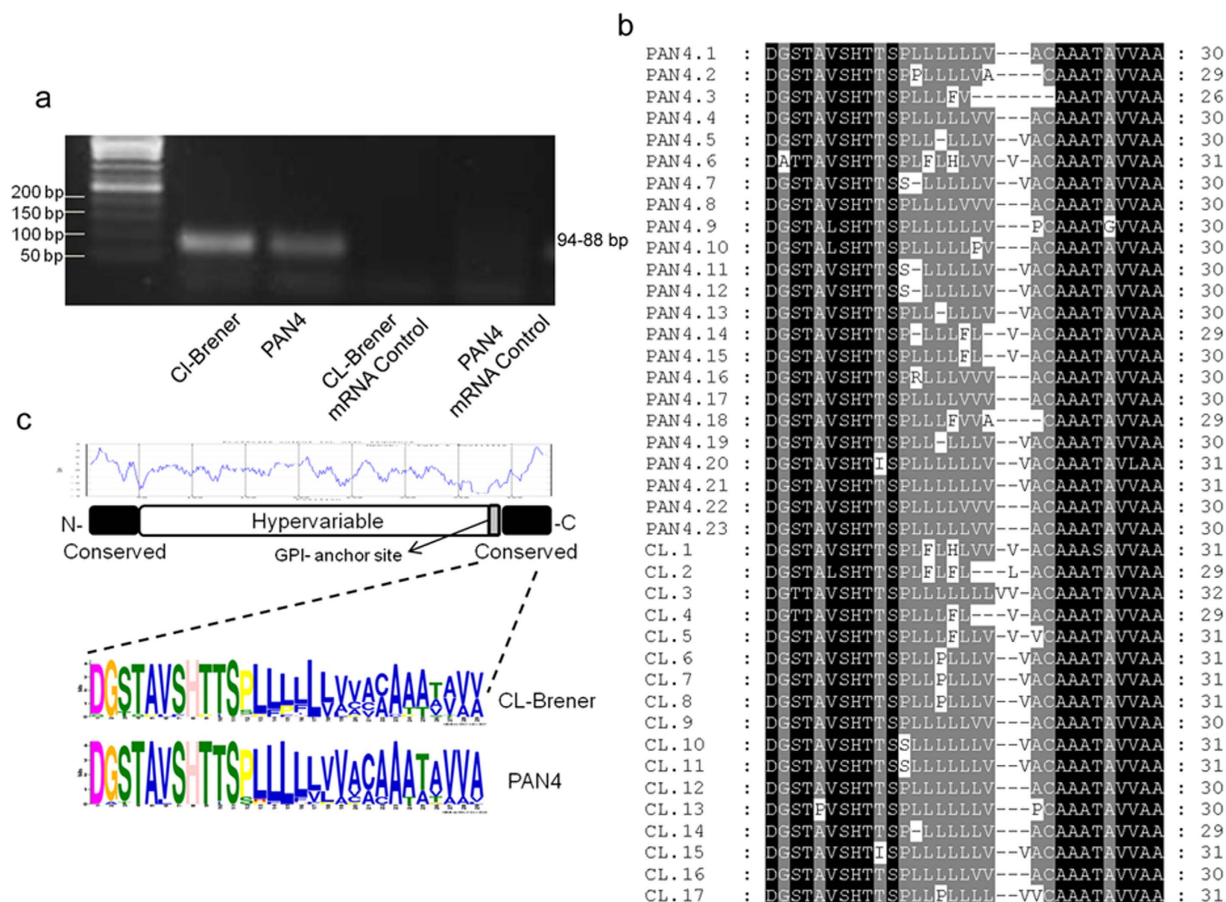 a
200 bp
150 bp
100 bp
50 bp
94-88 bp
Cl-Brener
PAN4
CL-Brener
mRNA Control
PAN4
mRNA Control
b
PAN4.1 : DGSTAVSHTTSPLLLLLLV---ACAAATAVVAA : 30
PAN4.2 : DGSTAVSHTTSPPLLLLVA----CAAATAVVAA : 29
PAN4.3 : DGSTAVSHTTSPLLLFV-------AAATAVVAA : 26
PAN4.4 : DGSTAVSHTTSPLLLLLVV---ACAAATAVVAA : 30
PAN4.5 : DGSTAVSHTTSPLL-LLLV--VACAAATAVVAA : 30
PAN4.6 : DATTAVSHTTSPLFLHLVV-V-ACAAATAVVAA : 31
PAN4.7 : DGSTAVSHTTSS-LLLLLV--VACAAATAVVAA : 30
PAN4.8 : DGSTAVSHTTSPLLLLVVV---ACAAATAVVAA : 30
PAN4.9 : DGSTALSHTTSPLLLLLVV---PCAAATGVVAA : 30
PAN4.10 : DGSTALSHTTSPLLLLLPV---ACAAATAVVAA : 30
PAN4.11 : DGSTAVSHTTSS-LLLLLV--VACAAATAVVAA : 30
PAN4.12 : DGSTAVSHTTSS-LLLLLV--VACAAATAVVAA : 30
PAN4.13 : DGSTAVSHTTSPLL-LLLV--VACAAATAVVAA : 30
PAN4.14 : DGSTAVSHTTSP-LLLFL--V-ACAAATAVVAA : 29
PAN4.15 : DGSTAVSHTTSPLLLLFL--V-ACAAATAVVAA : 30
PAN4.16 : DGSTAVSHTTSPRLLLVVV---ACAAATAVVAA : 30
PAN4.17 : DGSTAVSHTTSPLLLLVVV---ACAAATAVVAA : 30
PAN4.18 : DGSTAVSHTTSPLLLFVVA----CAAATAVVAA : 29
PAN4.19 : DGSTAVSHTTSPLL-LLLV--VACAAATAVVAA : 30
PAN4.20 : DGSTAVSHTISPLLLLLLV--VACAAATAVLAA : 31
PAN4.21 : DGSTAVSHTTSPLLLLLLV--VACAAATAVVAA : 31
PAN4.22 : DGSTAVSHTTSPLLLLLVV---ACAAATAVVAA : 30
PAN4.23 : DGSTAVSHTTSPLLLLLVV---ACAAATAVVAA : 30
CL.1 : DGSTAVSHTTSPLFLHLVV-V-ACAAASAVVAA : 31
CL.2 : DGSTALSHTTSPLFLFL---L-ACAAATAVVAA : 29
CL.3 : DGTTAVSHTTSPLLLLLLLVV-ACAAATAVVAA : 32
CL.4 : DGTTAVSHTTSPLLLFL---V-ACAAATAVVAA : 29
CL.5 : DGSTAVSHTTSPLLLFLLV-V-VCAAATAVVAA : 31
CL.6 : DGSTAVSHTTSPLLPLLLV--VACAAATAVVAA : 31
CL.7 : DGSTAVSHTTSPLLPLLLV--VACAAATAVVAA : 31
CL.8 : DGSTAVSHTTSPLLPLLLV--VACAAATAVVAA : 31
CL.9 : DGSTAVSHTTSPLLLLLVV---ACAAATAVVAA : 30
CL.10 : DGSTAVSHTTSSLLLLLLV--VACAAATAVVAA : 31
CL.11 : DGSTAVSHTTSSLLLLLLV--VACAAATAVVAA : 31
CL.12 : DGSTAVSHTTSPLLLLLVV---ACAAATAVVAA : 30
CL.13 : DGSTPVSHTTSPLLLLLLV---PCAAATAVVAA : 30
CL.14 : DGSTAVSHTTSP-LLLLLV---ACAAATAVVAA : 29
CL.15 : DGSTAVSHTISPLLLLLLV--VACAAATAVVAA : 31
CL.16 : DGSTAVSHTTSPLLLLLVV---ACAAATAVVAA : 30
CL.17 : DGSTAVSHTTSPLLPLLLL--VVCAAATAVVAA : 31
c
N-
Hypervariable
-C
Conserved
GPI- anchor site
Conserved
DGSTAVSHTTSPLLLLLVVACAAATAVV
CL-Brener
DGSTAVSHTTSPLLLLLVVACAAATAVVA
PAN4